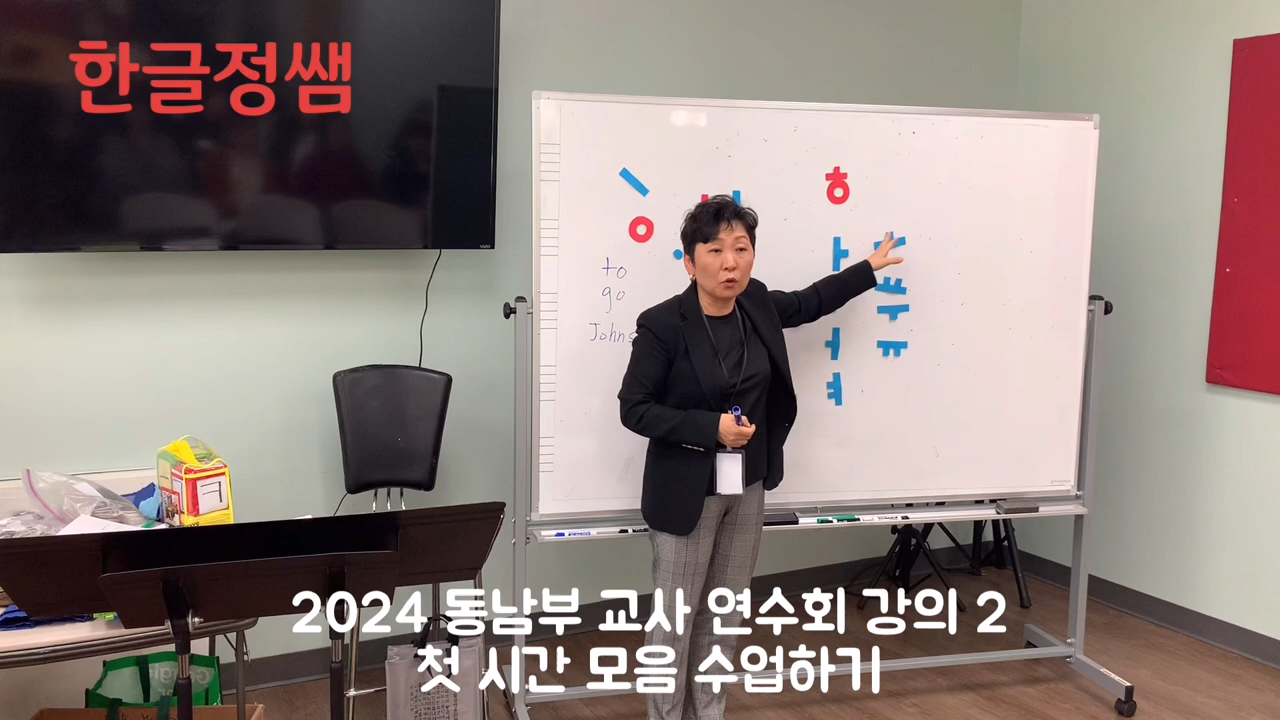 한글정쌤
ㅎ
ㅏ
ㅓ
ㅕ
ㅛ
ㅜ
ㅠ
to
go
John
2024 동남부 교사 연수회 강의 2
첫 시간 모음 수업하기